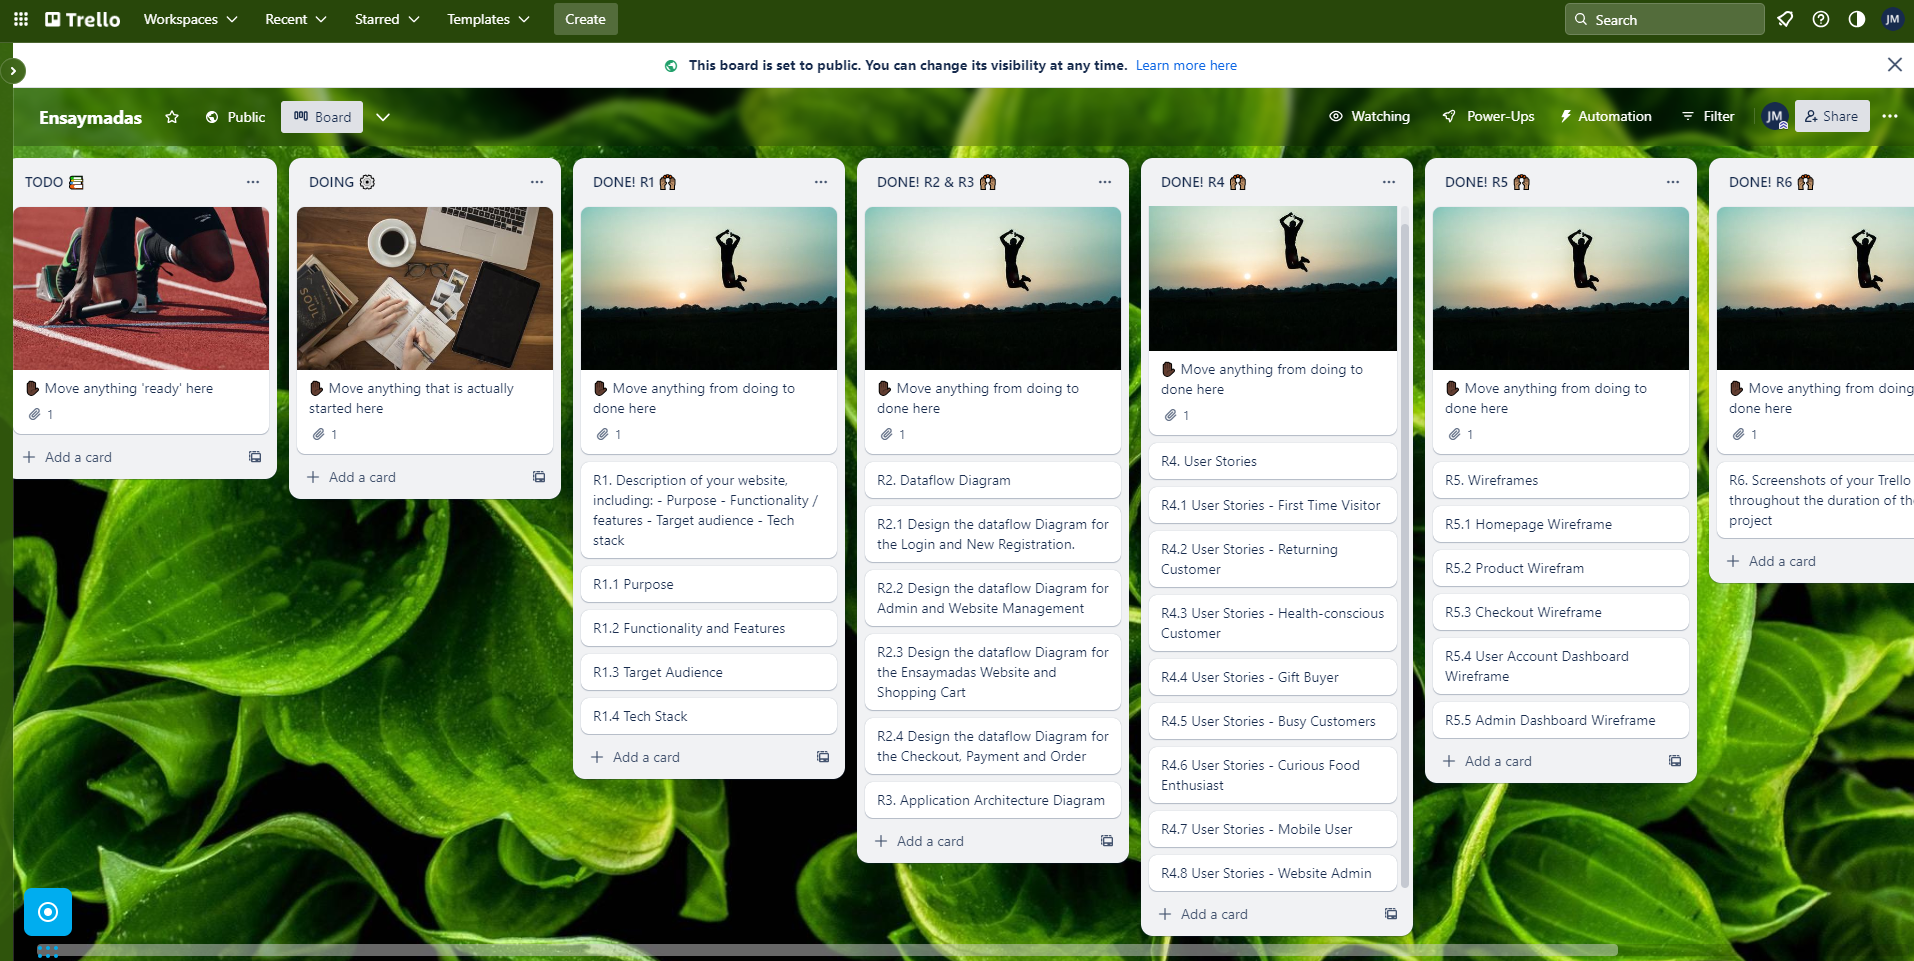 Trello
Workspaces
Recent
Starred
Templates
Create
Search
JM
This board is set to public. You can change its visibility at any time. Learn more here
Ensaymadas
Public
Board
Watching
Power-Ups
Automation
Filter
JM
Share
TODO
Move anything 'ready' here
1
Add a card
DOING
SOUL
Move anything that is actually
started here
1
Add a card
DONE! R1
Move anything from doing to
done here
1
R1. Description of your website,
including: - Purpose - Functionality /
features - Target audience - Tech
stack
R1.1 Purpose
R1.2 Functionality and Features
R1.3 Target Audience
R1.4 Tech Stack
Add a card
DONE! R2 & R3
Move anything from doing to
done here
1
R2. Dataflow Diagram
R2.1 Design the dataflow Diagram for
the Login and New Registration.
R2.2 Design the dataflow Diagram for
Admin and Website Management
R2.3 Design the dataflow Diagram for
the Ensaymadas Website and
Shopping Cart
R2.4 Design the dataflow Diagram for
the Checkout, Payment and Order
R3. Application Architecture Diagram
Add a card
DONE! R4
Move anything from doing to
done here
1
R4. User Stories
R4.1 User Stories - First Time Visitor
R4.2 User Stories - Returning
Customer
R4.3 User Stories - Health-conscious
Customer
R4.4 User Stories - Gift Buyer
R4.5 User Stories - Busy Customers
R4.6 User Stories - Curious Food
Enthusiast
R4.7 User Stories - Mobile User
R4.8 User Stories - Website Admin
Add a card
DONE! R5
Move anything from doing to
done here
1
R5. Wireframes
R5.1 Homepage Wireframe
R5.2 Product Wirefram
R5.3 Checkout Wireframe
R5.4 User Account Dashboard
Wireframe
R5.5 Admin Dashboard Wireframe
Add a card
DONE! R6
Move anything from doing
done here
1
R6. Screenshots of your Trello
throughout the duration of the
project
Add a card